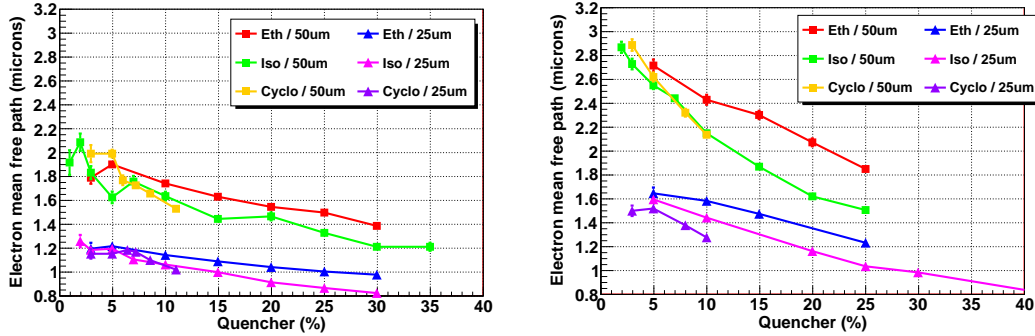 Electron mean free path (microns)
3.2
3
2.8
2.6
2.4
2.2
2
1.8
1.6
1.4
1.2
1
0.8
Eth / 50um
Eth / 25um
Iso / 50um
Iso / 25um
Cyclo / 50um
Cyclo / 25um
0 5 10 15 20 25 30 35 40
Quencher (%)
Electron mean free path (microns)
3.2
3
2.8
2.6
2.4
2.2
2
1.8
1.6
1.4
1.2
1
0.8
Eth / 50um
Eth / 25um
Iso / 50um
Iso / 25um
Cyclo / 50um
Cyclo / 25um
0 5 10 15 20 25 30 35 40
Quencher (%)